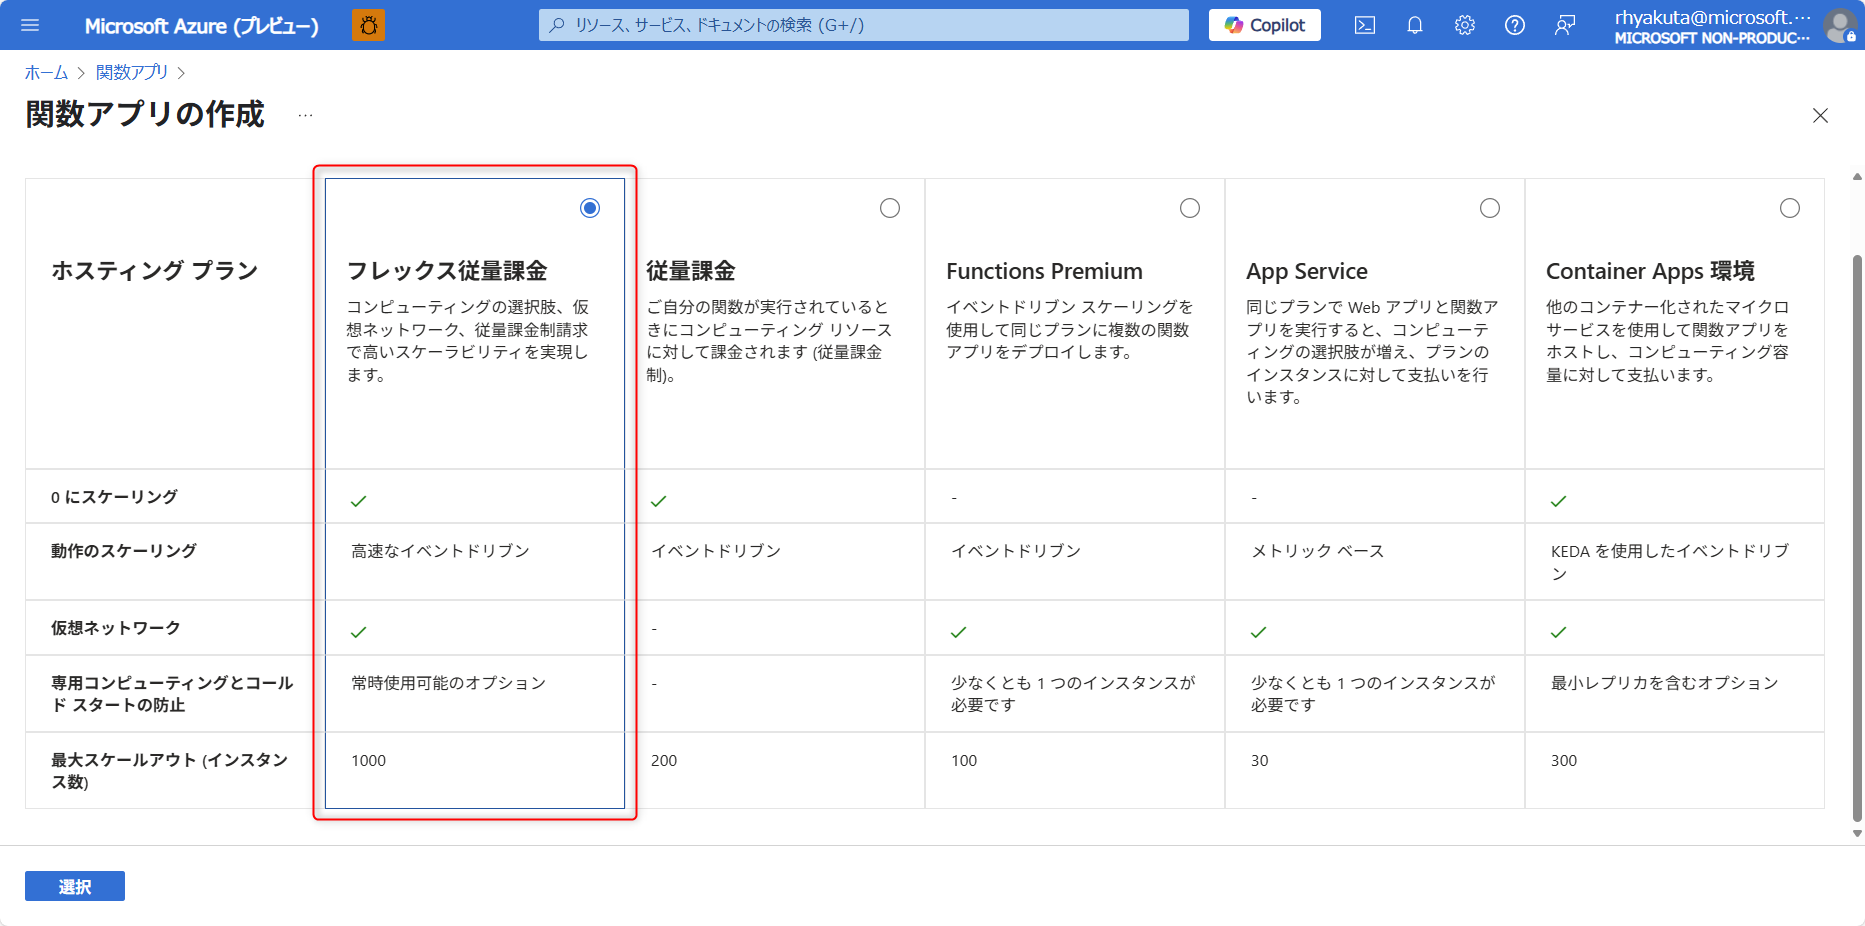 Microsoft Azure (プレビュー)
リソース、サービス、ドキュメントの検索 (G+/)
Copilot
rhyakuta@microsoft.…
MICROSOFT NON-PRODUC…
ホーム > 関数アプリ >
関数アプリの作成 …
ホスティング プラン
フレックス従量課金
コンピューティングの選択肢、仮
想ネットワーク、従量課金制請求
で高いスケーラビリティを実現し
ます。
従量課金
ご自分の関数が実行されていると
きにコンピューティング リソース
に対して課金されます (従量課金
制)。
Functions Premium
イベントドリブン スケーリングを
使用して同じプランに複数の関数
アプリをデプロイします。
App Service
同じプランで Web アプリと関数ア
プリを実行すると、コンピューテ
ィングの選択肢が増え、プランの
インスタンスに対して支払いを行
います。
Container Apps 環境
他のコンテナー化されたマイクロ
サービスを使用して関数アプリを
ホストし、コンピューティング容
量に対して支払います。
0 にスケーリング
-
-
動作のスケーリング
高速なイベントドリブン
イベントドリブン
イベントドリブン
メトリック ベース
KEDA を使用したイベントドリブ
ン
仮想ネットワーク
-
専用コンピューティングとコール
ド スタートの防止
常時使用可能のオプション
-
少なくとも 1 つのインスタンスが
必要です
少なくとも 1 つのインスタンスが
必要です
最小レプリカを含むオプション
最大スケールアウト (インスタン
ス数)
1000
200
100
30
300
選択